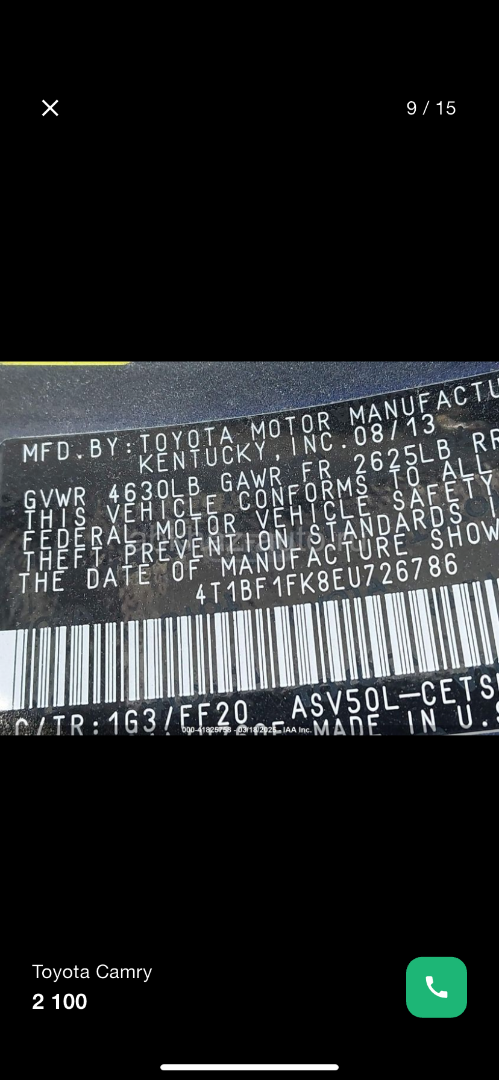 9 / 15
MFD.BY:TOYOTA MOTOR MANUFACTU
KENTUCKY, INC. 08/13
GVWR 4630LB GAWR FR 2625LB RR
THIS VEHICLE CONFORMS TO ALL
FEDERAL MOTOR VEHICLE SAFETY
THEFT PREVENTION STANDARDS
THE DATE OF MANUFACTURE SHOW
4T1BF1FK8EU726786
C/TR:1G3/FF20 ASV50L-CETS
MADE IN U.S
- IAA Inc.
Toyota Camry
2 100